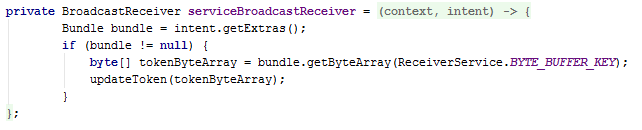 private BroadcastReceiver serviceBroadcastReceiver = (context, intent) -> {
        Bundle bundle = intent.getExtras();
        if (bundle != null) {
            byte[] tokenByteArray = bundle.getByteArray(ReceiverService.BYTE_BUFFER_KEY);
            updateToken(tokenByteArray);
        }
};